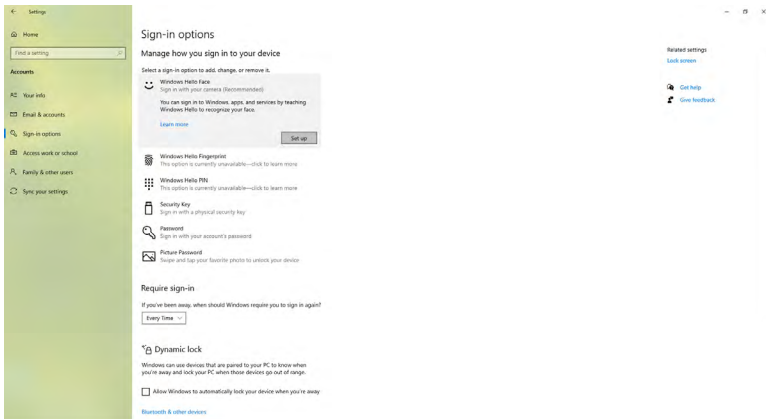 Settings
Home
Find a setting
Accounts
Your info
Email & accounts
Sign-in options
Access work or school
Family & other users
Sync your settings
Sign-in options
Manage how you sign in to your device
Select a sign-in option to add, change, or remove it.
Windows Hello Face
Sign in with your camera (Recommended)
You can sign in to Windows, apps, and services by teaching
Windows Hello to recognize your face.
Learn more
Set up
Windows Hello Fingerprint
This option is currently unavailable—click to learn more
Windows Hello PIN
This option is currently unavailable—click to learn more
Security Key
Sign in with a physical security key
Password
Sign in with your account's password
Picture Password
Swipe and tap your favorite photo to unlock your device
Require sign-in
If you've been away, when should Windows require you to sign in again?
Every Time
Dynamic lock
Windows can use devices that are paired to your PC to know when
you're away and lock your PC when those devices go out of range.
Allow Windows to automatically lock your device when you're away
Bluetooth & other devices
Related settings
Lock screen
Get help
Give feedback